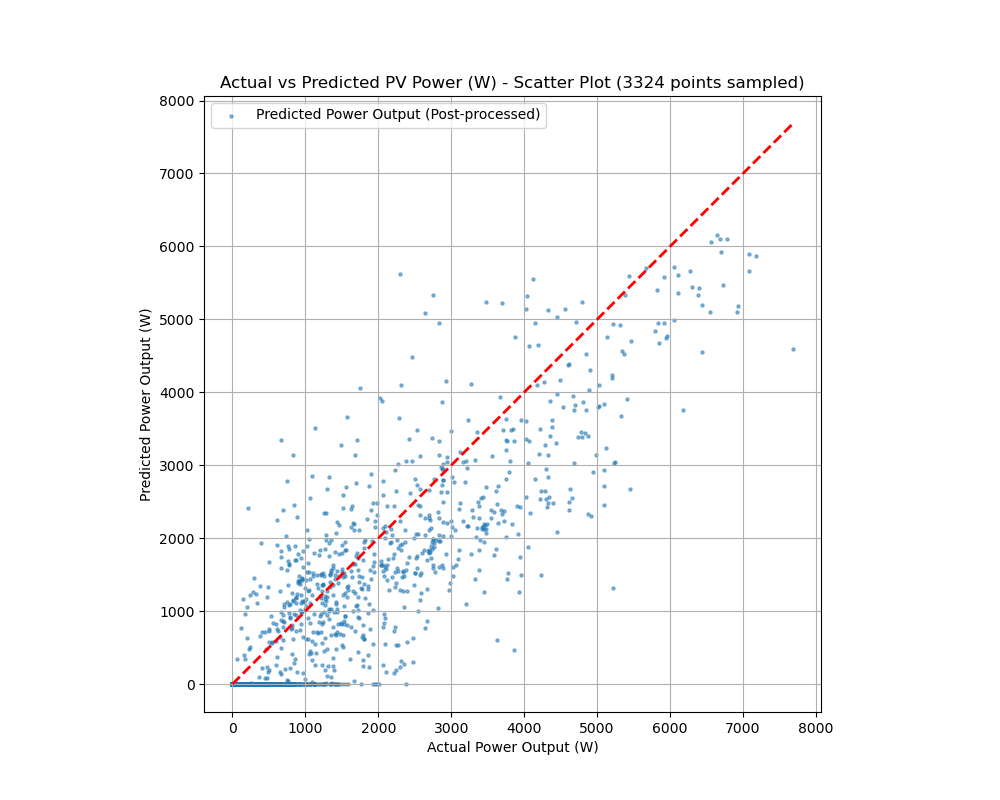 Actual vs Predicted PV Power (W) - Scatter Plot (3324 points sampled)
Predicted Power Output (Post-processed)
Predicted Power Output (W)
8000
7000
6000
5000
4000
3000
2000
1000
0
0 1000 2000 3000 4000 5000 6000 7000 8000
Actual Power Output (W)